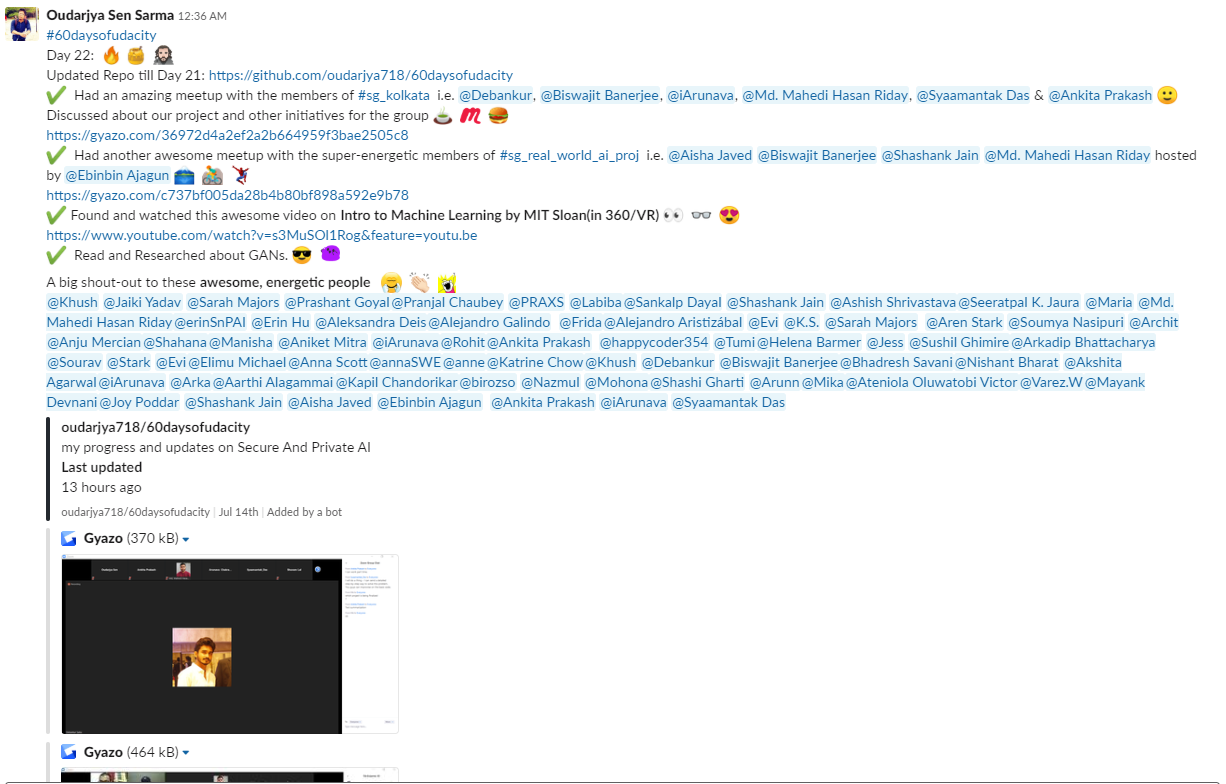 Oudarjya Sen Sarma 12:36 AM
#60daysofudacity
Day 22:
Updated Repo till Day 21: https://github.com/oudarjya718/60daysofudacity
Had an amazing meetup with the members of #sg_kolkata i.e. @Debankur, @Biswajit Banerjee, @iArunava, @Md. Mahedi Hasan Riday, @Syaamantak Das & @Ankita Prakash
Discussed about our project and other initiatives for the group
https://gyazo.com/36972d4a2ef2a2b664959f3bae2505c8
Had another awesome meetup with the super-energetic members of #sg_real_world_ai_proj i.e. @Aisha Javed @Biswajit Banerjee @Shashank Jain @Md. Mahedi Hasan Riday hosted
by @Ebinbin Ajagun
https://gyazo.com/c737bf005da28b4b80bf898a592e9b78
Found and watched this awesome video on Intro to Machine Learning by MIT Sloan(in 360/VR)
https://www.youtube.com/watch?v=s3MuSOl1Rog&feature=youtu.be
Read and Researched about GANs.
A big shout-out to these awesome, energetic people
@Khush @Jaiki Yadav @Sarah Majors @Prashant Goyal@Pranjal Chaubey @PRAXS @Labiba@Sankalp Dayal @Shashank Jain @Ashish Shrivastava@Seeratpal K. Jaura @Maria @Md.
Mahedi Hasan Riday@erinSnPAI @Erin Hu @Aleksandra Deis@Alejandro Galindo @Frida@Alejandro Aristizábal @Evi @K.S. @Sarah Majors @Aren Stark @Soumya Nasipuri @Archit
@Anju Mercian@Shahana@Manisha @Aniket Mitra @iArunava@Rohit@Ankita Prakash @happycoder354 @Tumi@Helena Barmer @Jess @Sushil Ghimire@Arkadip Bhattacharya
@Sourav @Stark @Evi@Elimu Michael@Anna Scott@annaSWE@anne@Katrine Chow@Khush @Debankur @Biswajit Banerjee@Bhadresh Savani@Nishant Bharat @Akshita
Agarwal@iArunava @Arka@Aarthi Alagammai@Kapil Chandorikar@birozso @Nazmul @Mohona@Shashi Gharti @Arunn@Mika@Ateniola Oluwatobi Victor@Varez.W@Mayank
Devnani@Joy Poddar @Shashank Jain @Aisha Javed @Ebinbin Ajagun @Ankita Prakash @iArunava @Syaamantak Das
oudarjya718/60daysofudacity
my progress and updates on Secure And Private AI
Last updated
13 hours ago
oudarjya718/60daysofudacity | Jul 14th | Added by a bot
Gyazo (370 kB)
Gyazo (464 kB)